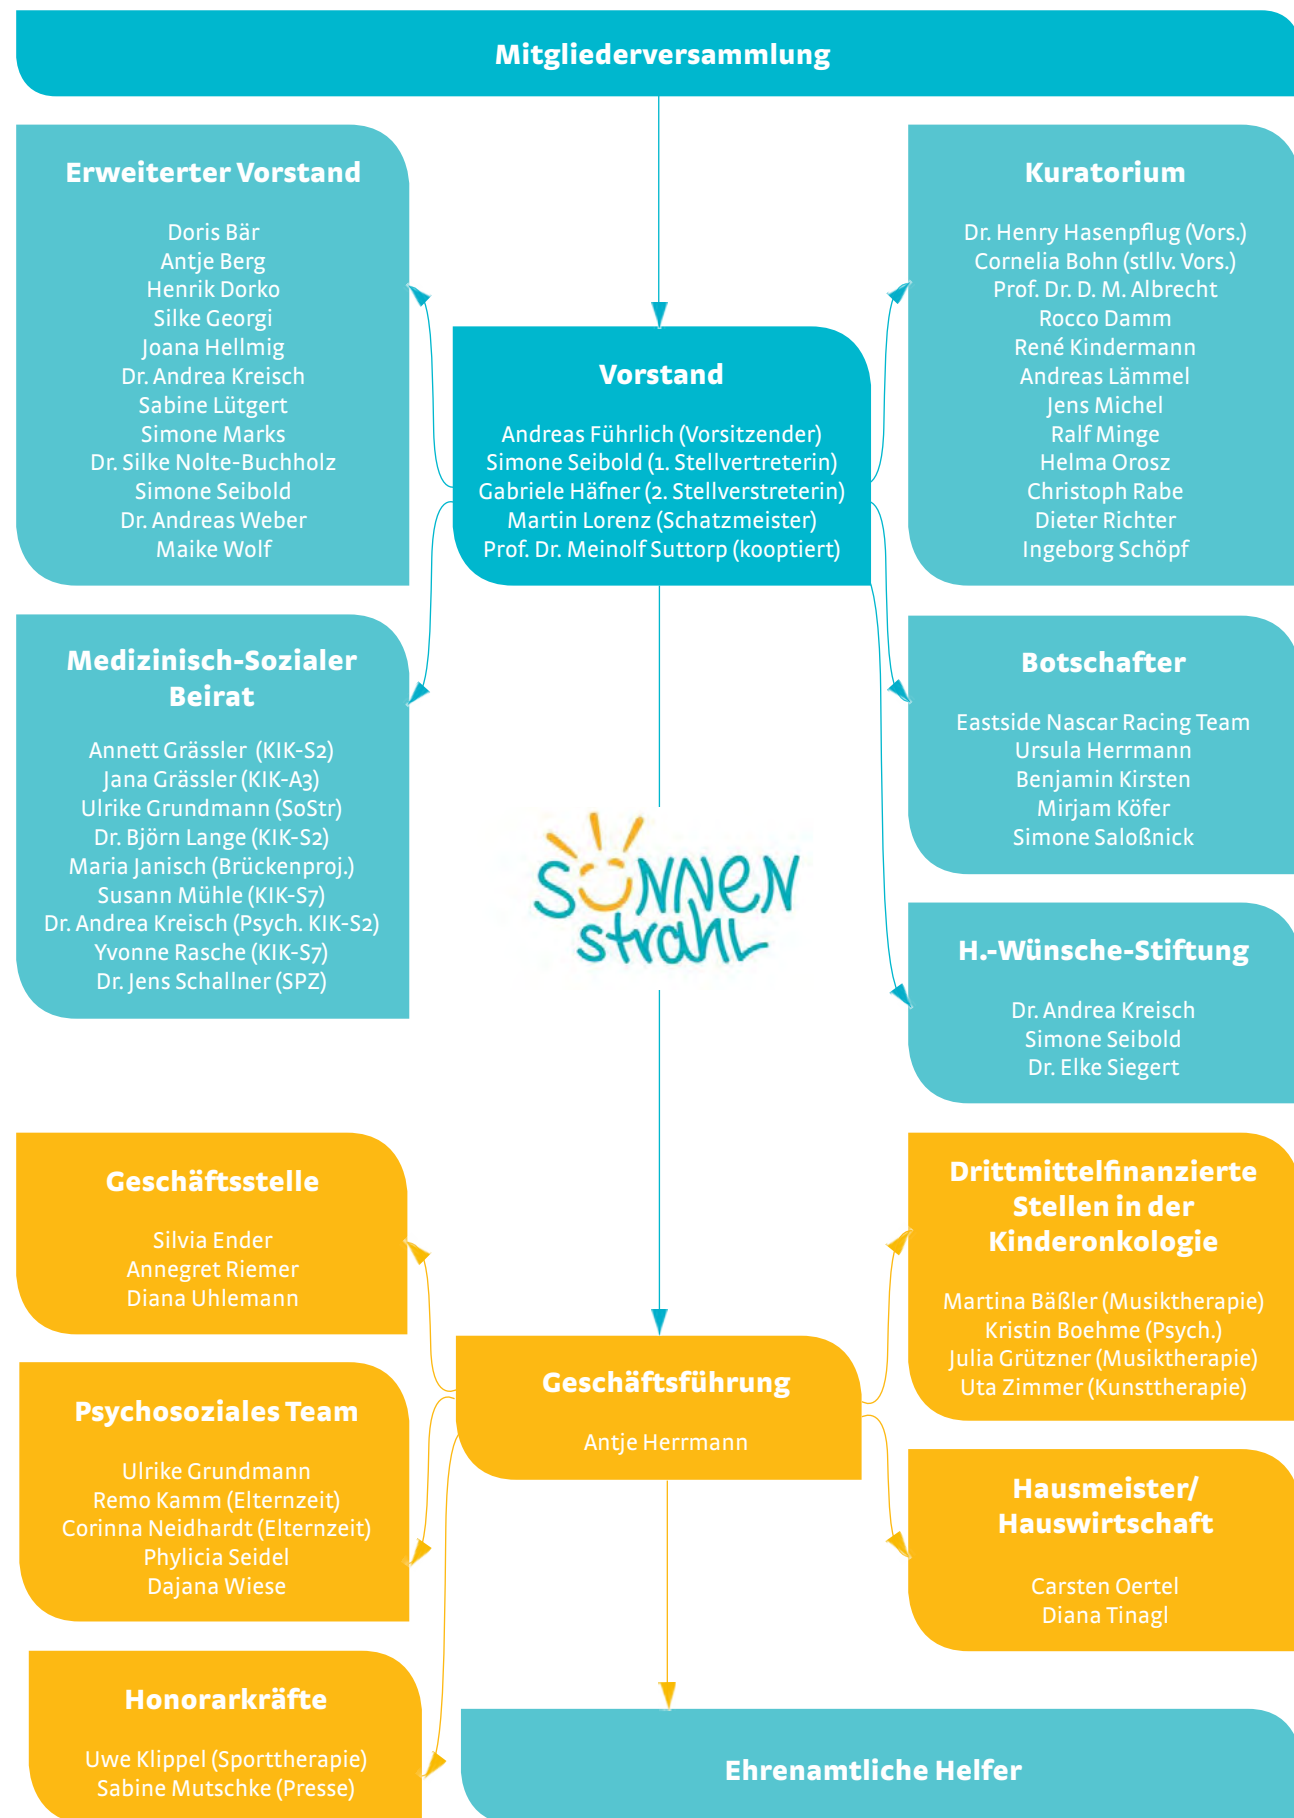 Mitgliederversammlung
Erweiterter Vorstand
Doris Bär
Antje Berg
Henrik Dorko
Silke Georgi
Joana Hellmig
Dr. Andrea Kreisch
Sabine Lütgert
Simone Marks
Dr. Silke Nolte-Buchholz
Simone Seibold
Dr. Andreas Weber
Maike Wolf
Kuratorium
Dr. Henry Hasenpflug (Vors.)
Cornelia Bohn (stllv. Vors.)
Prof. Dr. D. M. Albrecht
Rocco Damm
René Kindermann
Andreas Lämmel
Jens Michel
Ralf Minge
Helma Orosz
Christoph Rabe
Dieter Richter
Ingeborg Schöpf
Vorstand
Andreas Führlich (Vorsitzender)
Simone Seibold (1. Stellvertreterin)
Gabriele Häfner (2. Stellverstreterin)
Martin Lorenz (Schatzmeister)
Prof. Dr. Meinolf Suttorp (kooptiert)
Medizinisch-Sozialer
Beirat
Annett Grässler (KIK-S2)
Jana Grässler (KIK-A3)
Ulrike Grundmann (SoStr)
Dr. Björn Lange (KIK-S2)
Maria Janisch (Brückenproj.)
Susann Mühle (KIK-S7)
Dr. Andrea Kreisch (Psych. KIK-S2)
Yvonne Rasche (KIK-S7)
Dr. Jens Schallner (SPZ)
Botschafter
Eastside Nascar Racing Team
Ursula Herrmann
Benjamin Kirsten
Mirjam Köfer
Simone Saloßnick
SONNEN
strahl
H.-Wünsche-Stiftung
Dr. Andrea Kreisch
Simone Seibold
Dr. Elke Siegert
Geschäftsstelle
Silvia Ender
Annegret Riemer
Diana Uhlemann
Drittmittelfinanzierte
Stellen in der
Kinderonkologie
Martina Bäßler (Musiktherapie)
Kristin Boehme (Psych.)
Julia Grützner (Musiktherapie)
Uta Zimmer (Kunsttherapie)
Geschäftsführung
Antje Herrmann
Psychosoziales Team
Ulrike Grundmann
Remo Kamm (Elternzeit)
Corinna Neidhardt (Elternzeit)
Phylicia Seidel
Dajana Wiese
Hausmeister/
Hauswirtschaft
Carsten Oertel
Diana Tinagl
Honorarkräfte
Uwe Klippel (Sporttherapie)
Sabine Mutschke (Presse)
Ehrenamtliche Helfer